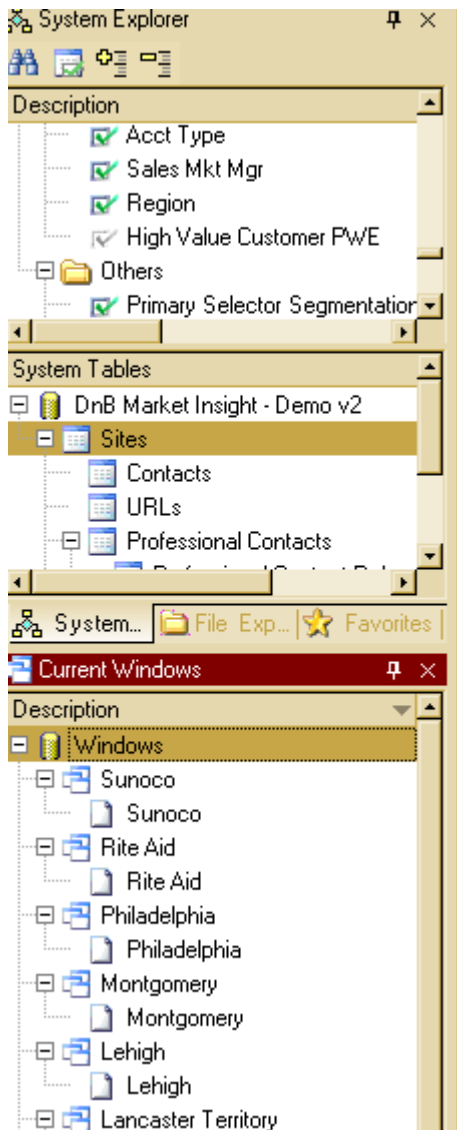 System Explorer
Description
Acct Type
Sales Mkt Mgr
Region
High Value Customer PWE
Others
Primary Selector Segmentation
System Tables
DnB Market Insight - Demo v2
Sites
Contacts
URLs
Professional Contacts
System... File Exp... Favorites
Current Windows
Description
Windows
Sunoco
Sunoco
Rite Aid
Rite Aid
Philadelphia
Philadelphia
Montgomery
Montgomery
Lehigh
Lehigh
Lancaster Territory